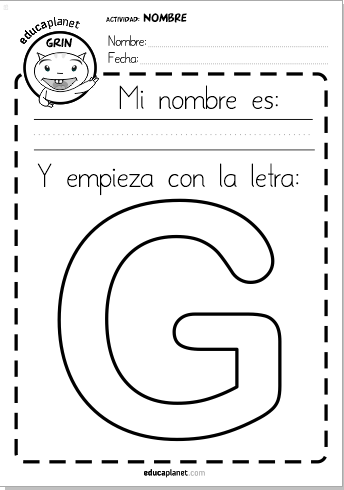 educaplanet
GRIN
ACTIVIDAD: NOMBRE
Nombre:
Fecha:
Mi nombre es:
Y empieza con la letra:
G
educaplanet.com